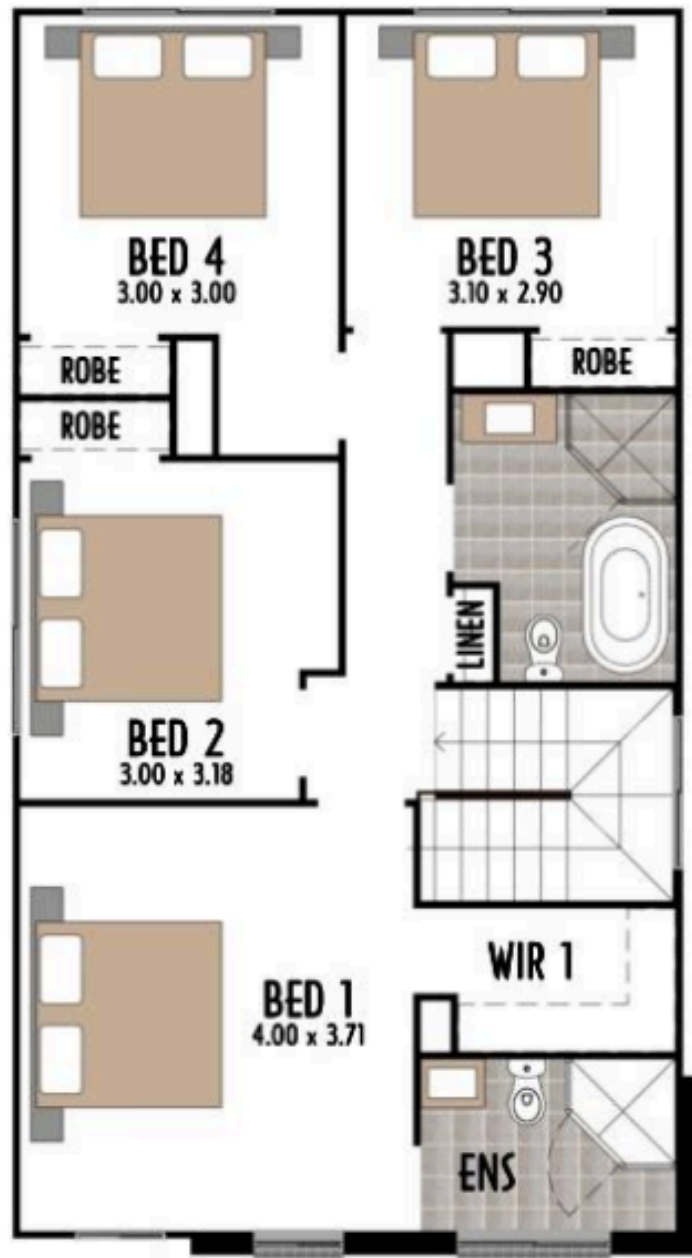 BED 4
3.00 x 3.00
BED 3
3.10 x 2.90
ROBE
ROBE
ROBE
LINEN
BED 2
3.00 x 3.18
WIR 1
BED 1
4.00 x 3.71
ENS